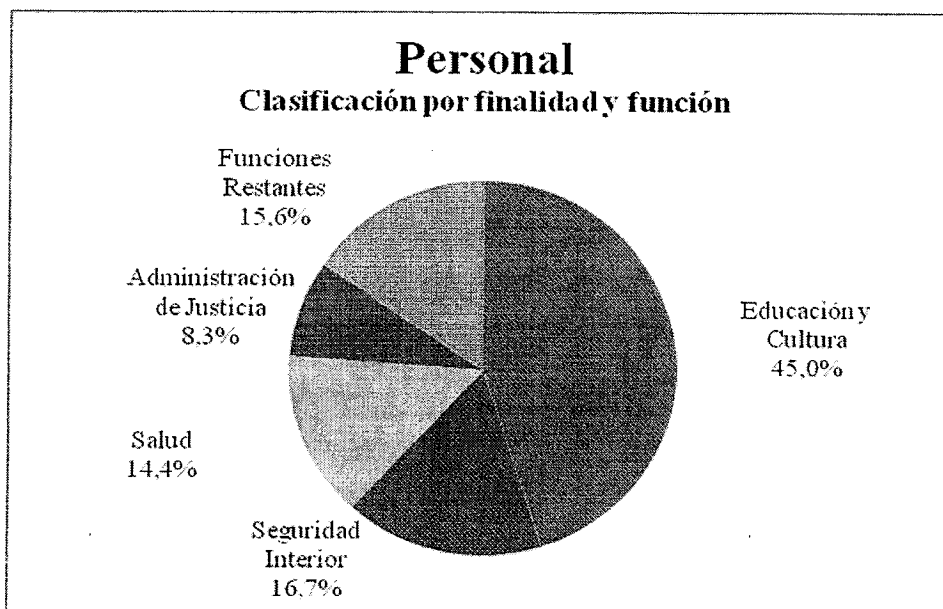 Personal
Clasificación por finalidad y función
Funciones
Restantes
15,6%
Administración
de Justicia
8,3%
Educación y
Cultura
45,0%
Salud
14,4%
Seguridad
Interior
16,7%